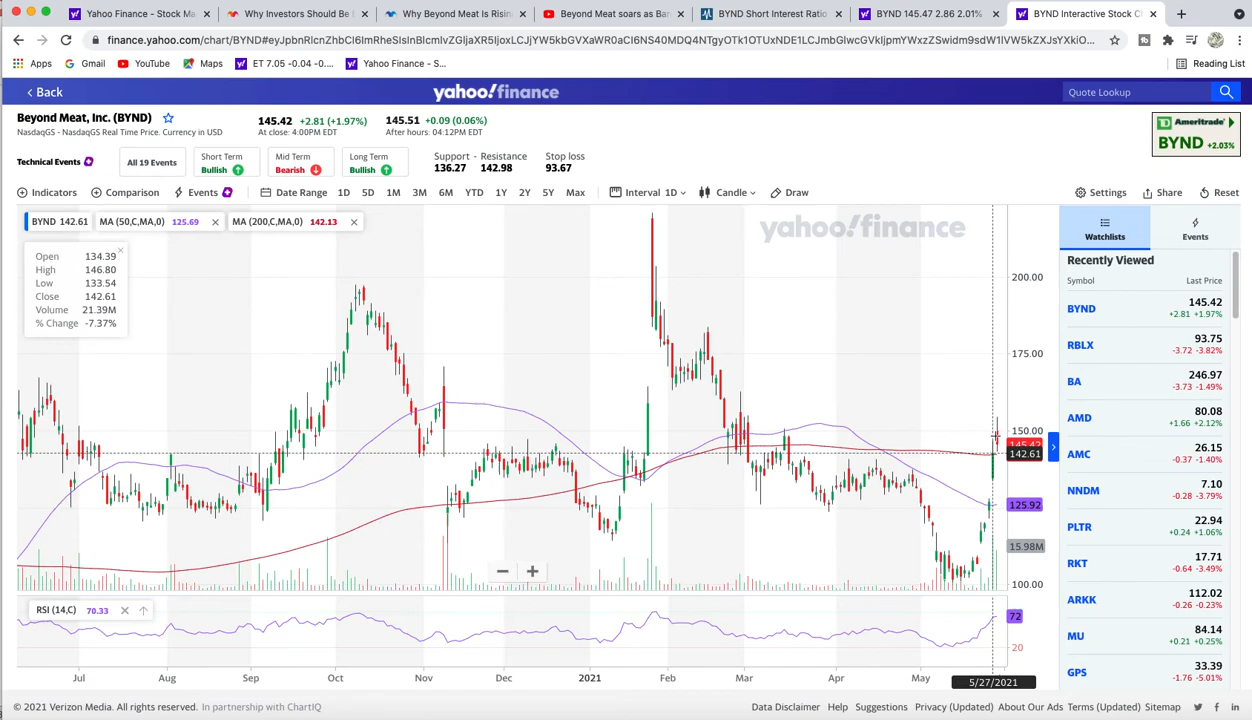 Yahoo Finance - Stock Ma
Why Investors Should Be L
Why Beyond Meat Is Rising
Beyond Meat soars as Bar
BYND Short Interest Ratio
BYND 145.47 2.86 2.01%
BYND Interactive Stock C
finance.yahoo.com/chart/BYND#
Apps
Gmail
YouTube
Maps
ET 7.05 -0.04 -0....
Yahoo Finance - S...
Reading List
Back
yahoo!finance
Quote Lookup
Beyond Meat, Inc. (BYND)
NasdaqGS - NasdaqGS Real Time Price. Currency in USD
145.42 +2.81 (+1.97%)
At close: 4:00PM EDT
145.51 +0.09 (0.06%)
After hours: 04:12PM EDT
Ameritrade
BYND +2.03%
Technical Events
All 19 Events
Short Term
Bullish
Mid Term
Bearish
Long Term
Bullish
Support - Resistance
136.27 142.98
Stop loss
93.67
Indicators
Comparison
Events
Date Range
1D 5D 1M 3M 6M YTD 1Y 2Y 5Y Max
Interval 1D
Candle
Draw
Settings
Share
Reset
BYND 142.61
MA (50,C,MA,0) 125.69
MA (200,C,MA,0) 142.13
yahoo!finance
Open 134.39
High 146.80
Low 133.54
Close 142.61
Volume 21.39M
% Change -7.37%
200.00
175.00
150.00
145.42
142.61
125.92
15.98M
100.00
RSI (14,C) 70.33
72
20
Jul Aug Sep Oct Nov Dec 2021 Feb Mar Apr May
5/27/2021
Watchlists
Events
Recently Viewed
Symbol Last Price
BYND 145.42
+2.81 +1.97%
RBLX 93.75
-3.72 -3.82%
BA 246.97
-3.73 -1.49%
AMD 80.08
+1.66 +2.12%
AMC 26.15
-0.37 -1.40%
NNDM 7.10
-0.28 -3.79%
PLTR 22.94
+0.24 +1.06%
RKT 17.71
-0.64 -3.49%
ARKK 112.02
-0.26 -0.23%
MU 84.14
+0.21 +0.25%
GPS 33.39
-1.76 -5.01%
© 2021 Verizon Media. All rights reserved. In partnership with ChartIQ
Data Disclaimer Help Suggestions Privacy (Updated) About Our Ads Terms (Updated) Sitemap